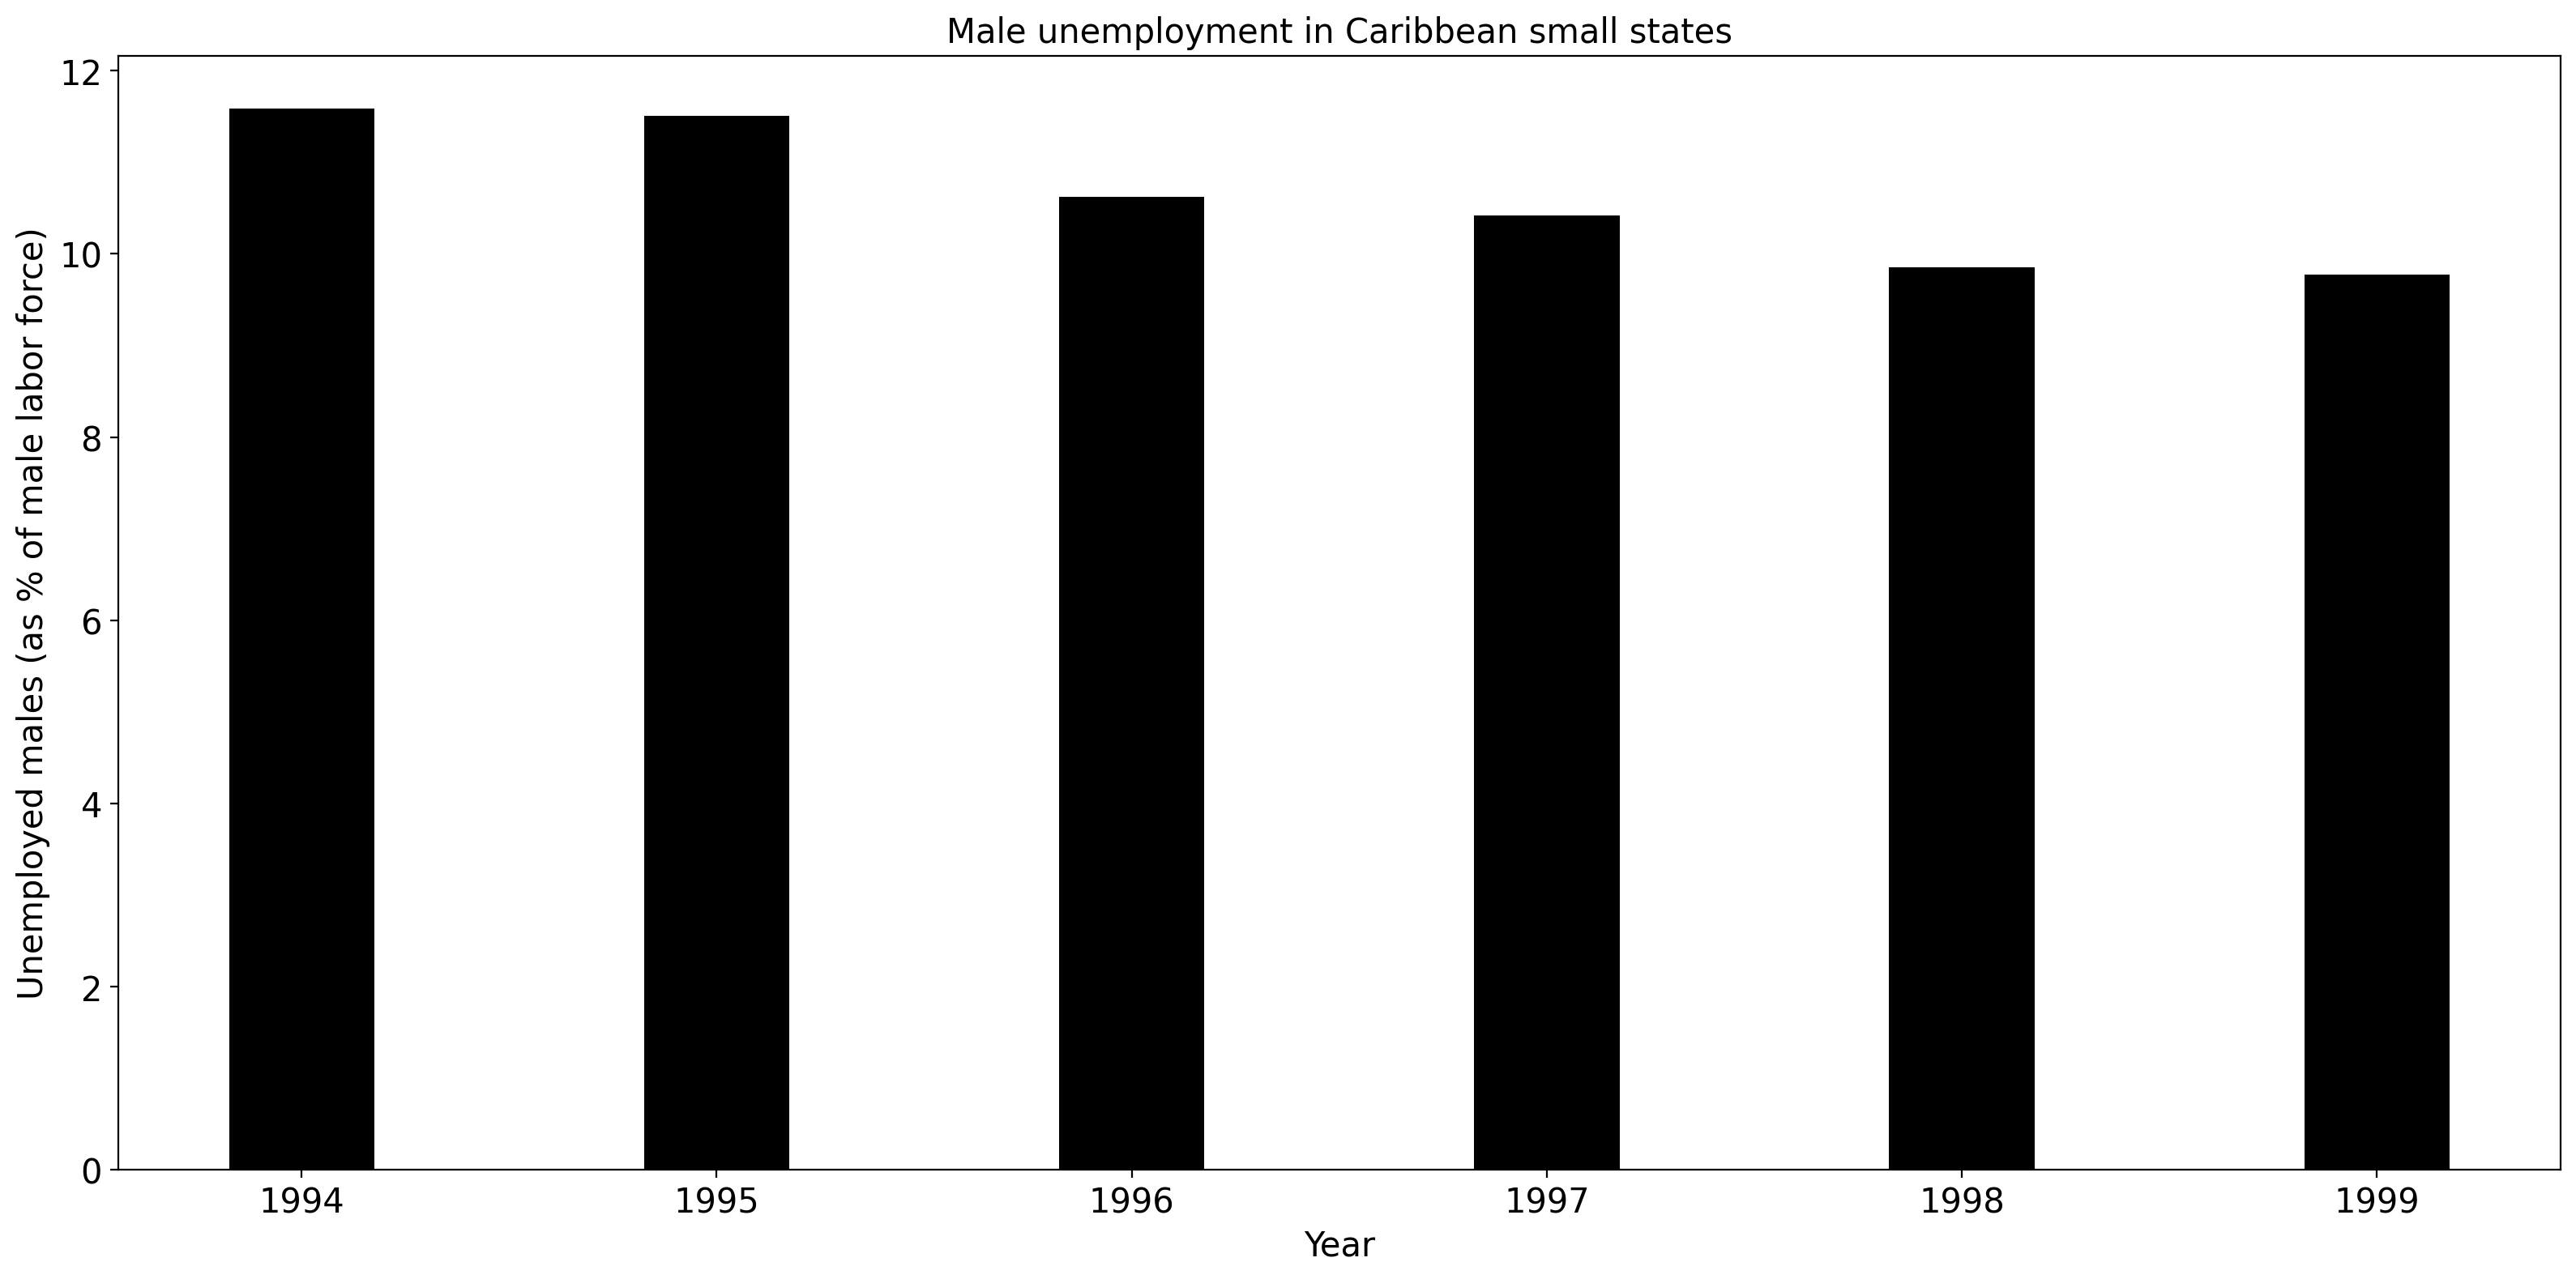 Male unemployment in Caribbean small states
Unemployed males (as % of male labor force)
12
10
8
6
4
2
0
1994 1995 1996 1997 1998 1999
Year